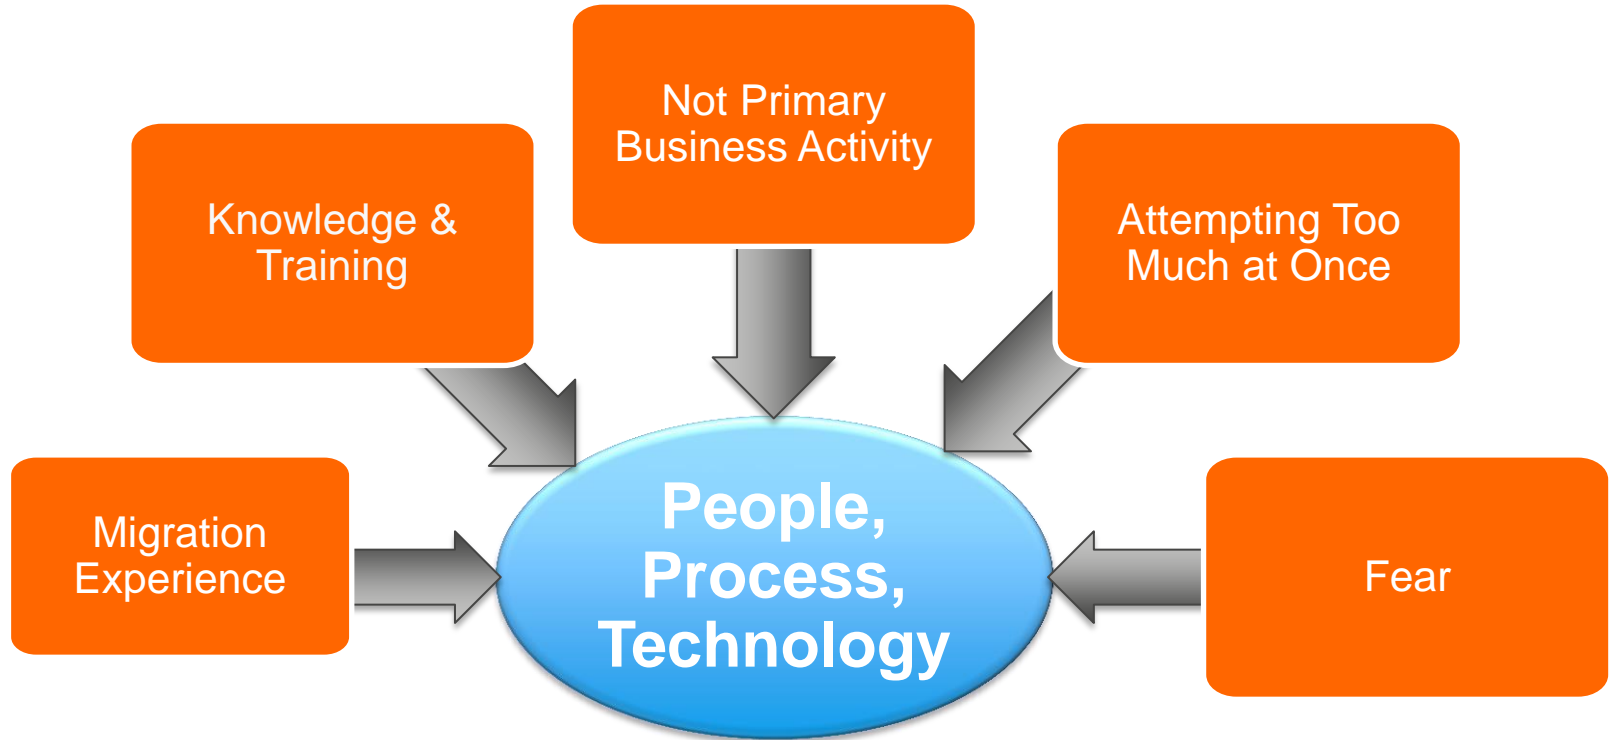 Not Primary
Business Activity
Knowledge &
Training
Attempting Too
Much at Once
Migration
Experience
People,
Process,
Technology
Fear